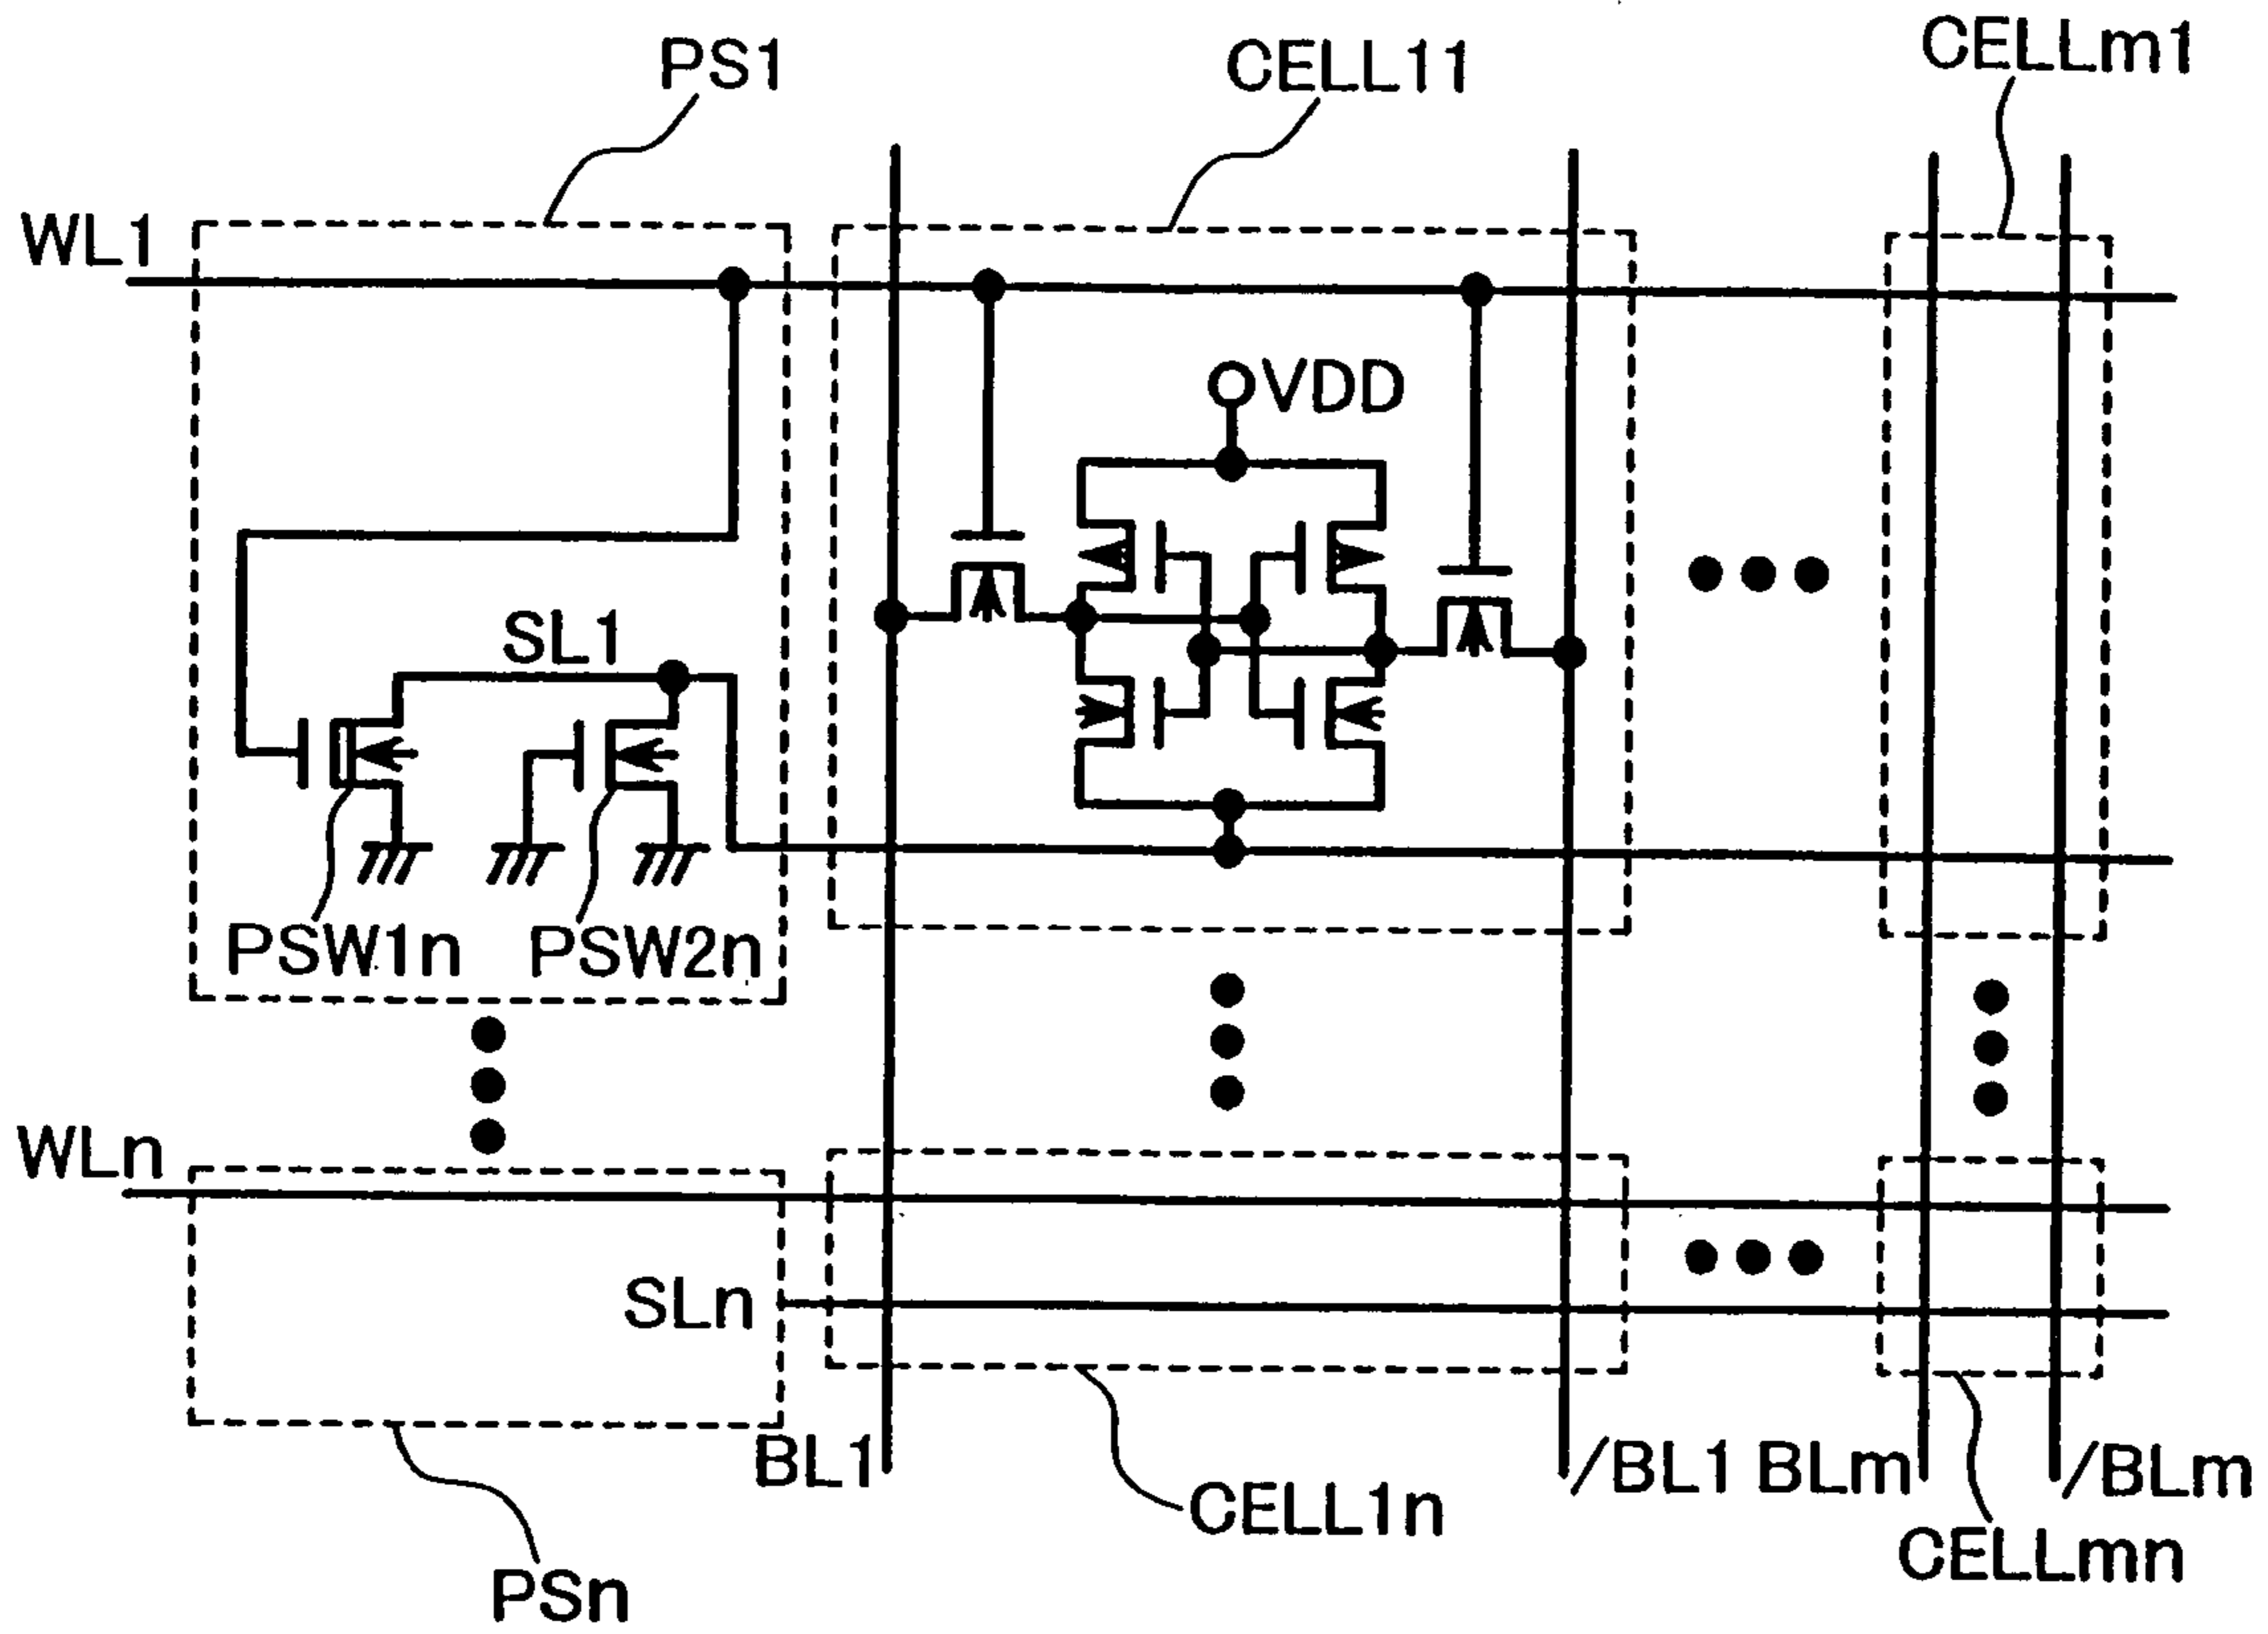 PS1
CELL11
CELLm1
WL1
VDD
SL1
PSW1n
PSW2n
WLn
SLn
BL1
/BL1
BLm
/BLm
CELL1n
CELLmn
PSn